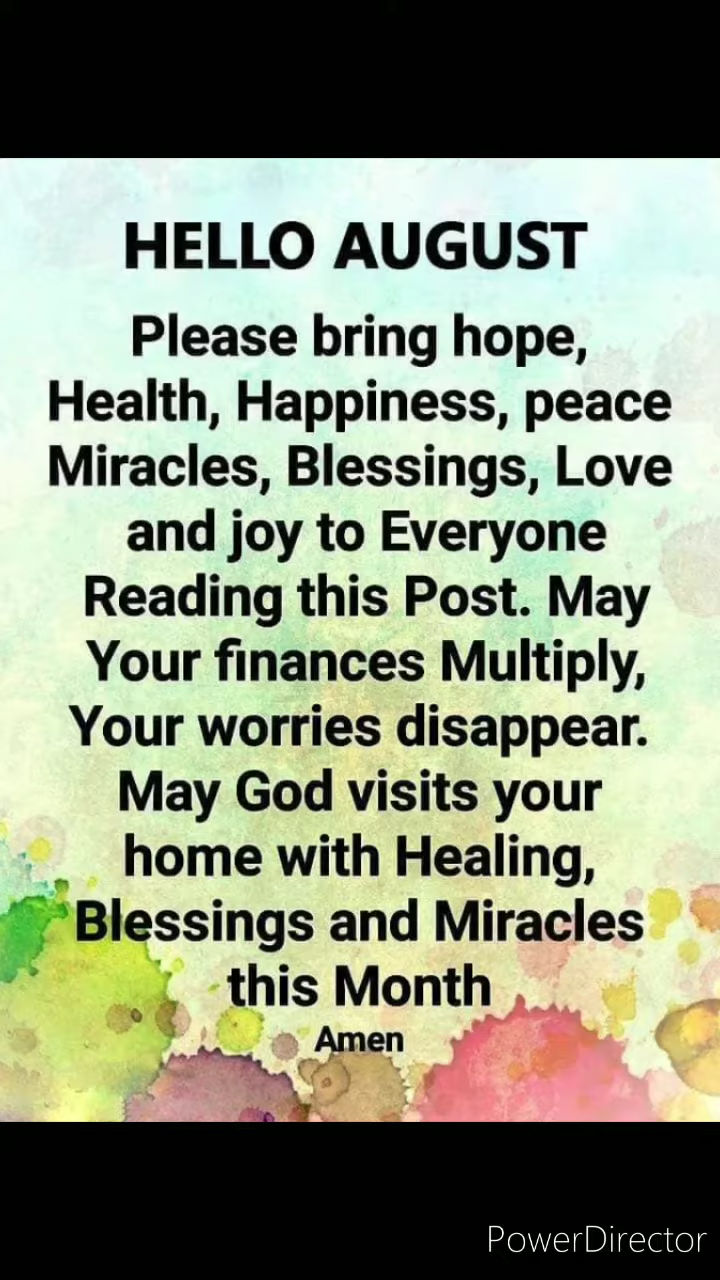 HELLO AUGUST
Please bring hope,
Health, Happiness, peace
Miracles, Blessings, Love
and joy to Everyone
Reading this Post. May
Your finances Multiply,
Your worries disappear.
May God visits your
home with Healing,
Blessings and Miracles
this Month
Amen
PowerDirector